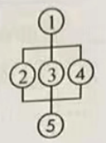 ①
② ③ ④
⑤